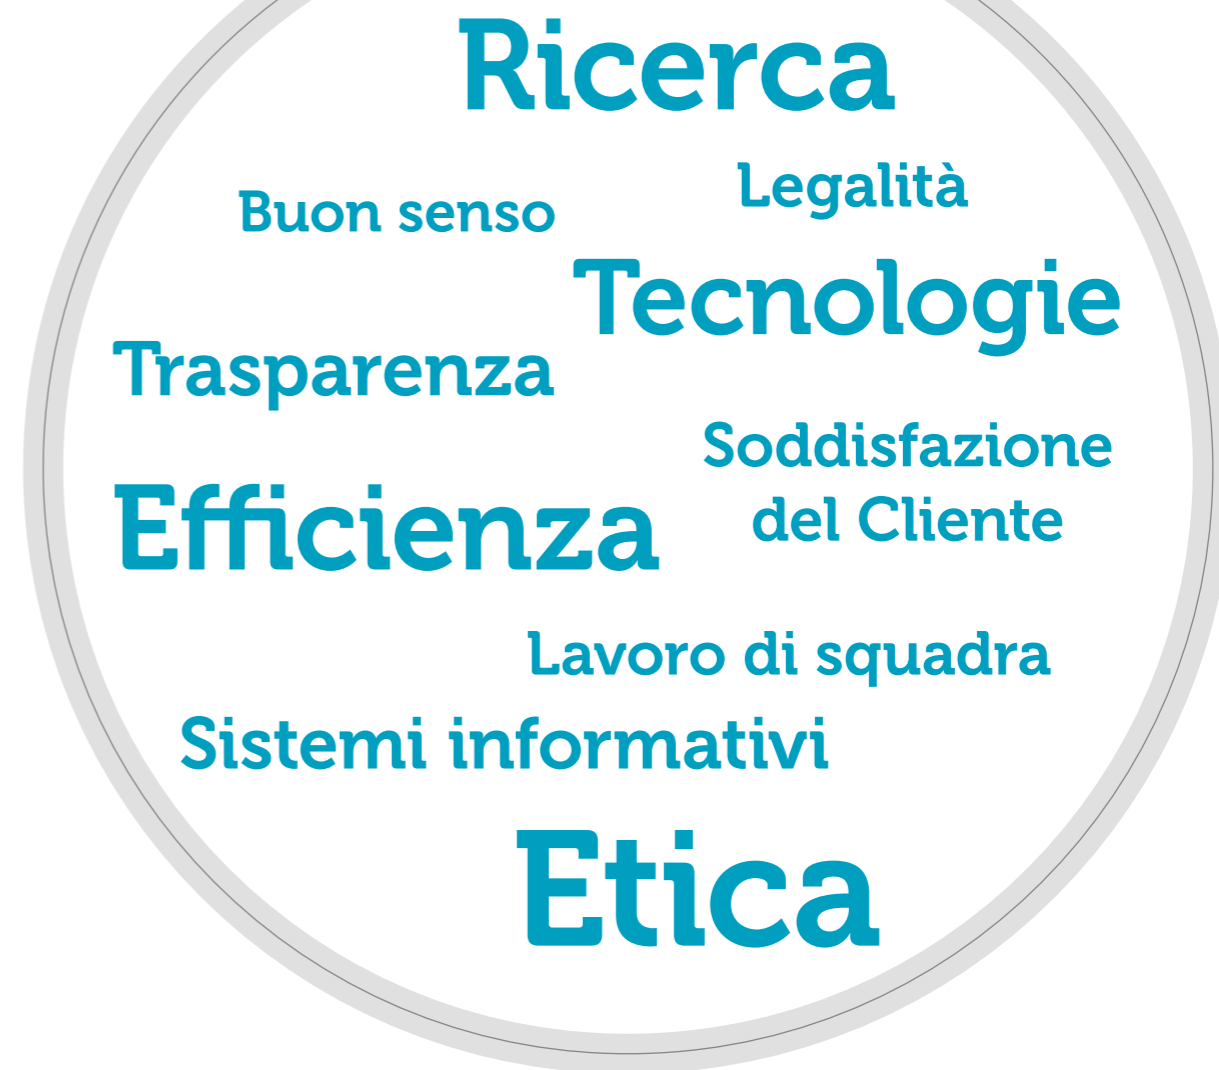 Ricerca
Legalità
Buon senso
Tecnologie
Trasparenza
Soddisfazione
del Cliente
Efficienza
Lavoro di squadra
Sistemi informativi
Etica